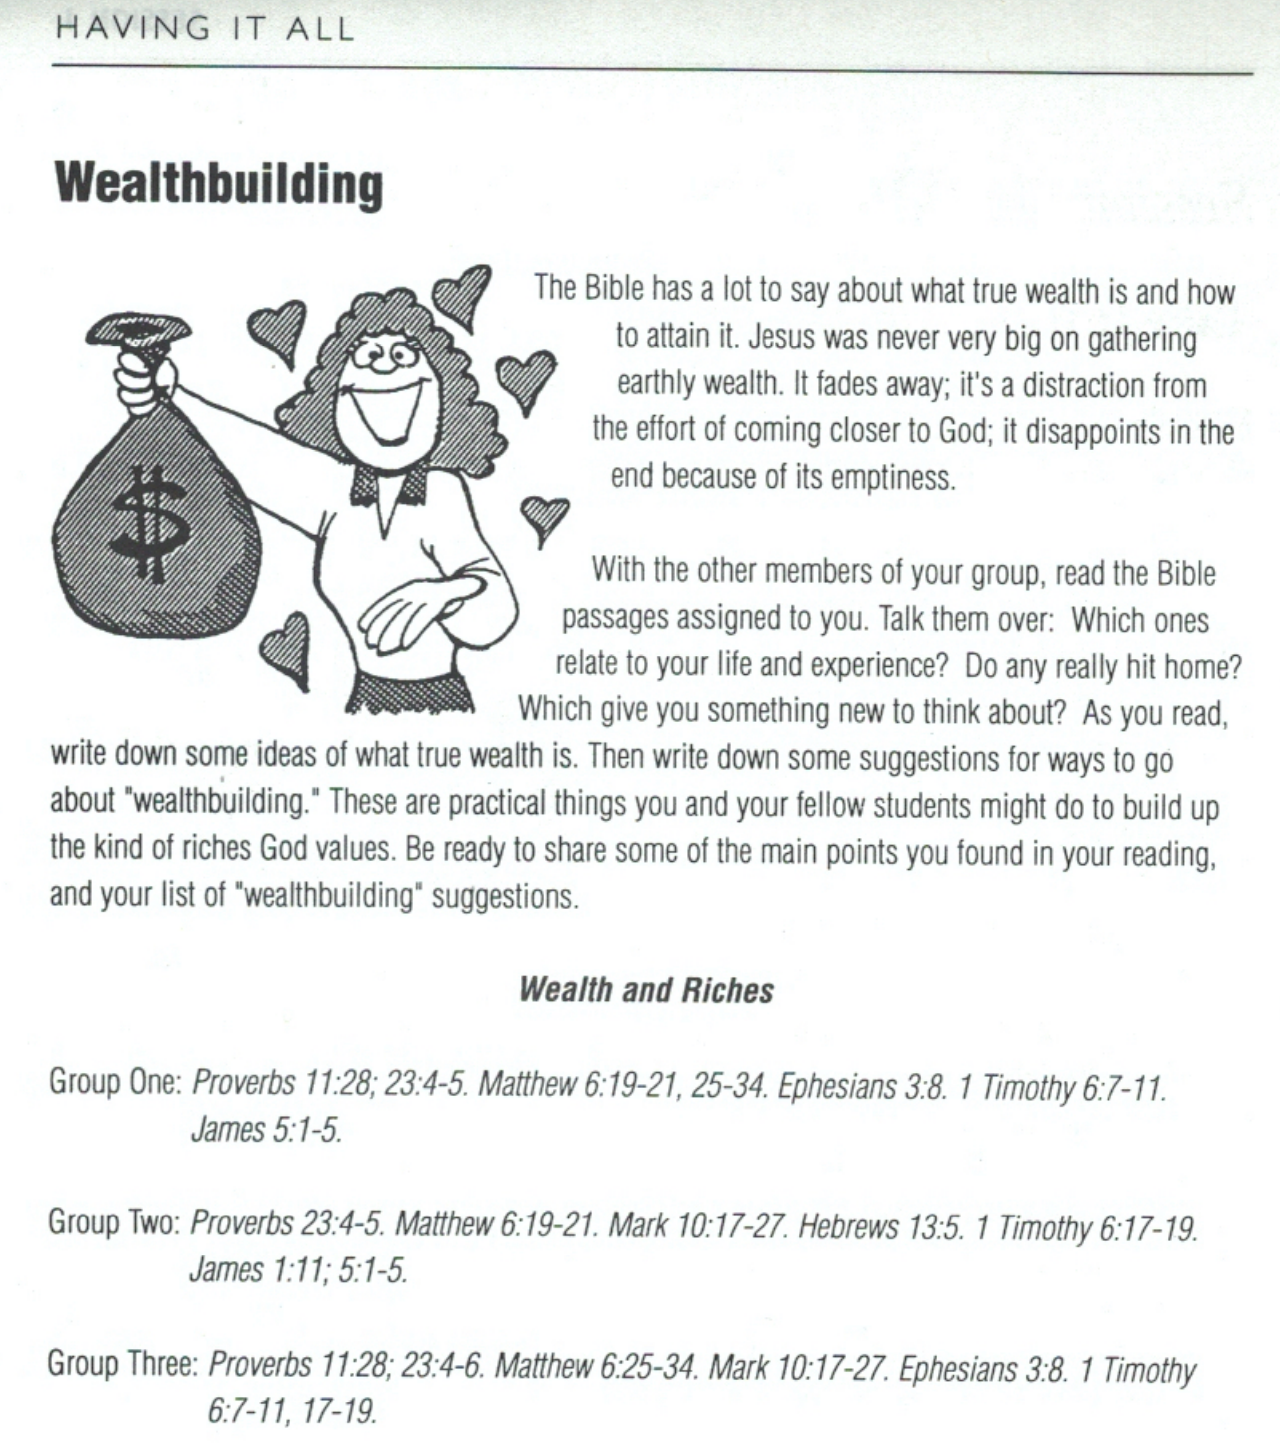 HAVING IT ALL
Wealthbuilding
The Bible has a lot to say about what true wealth is and how
to attain it. Jesus was never very big on gathering
earthly wealth. It fades away; it's a distraction from
the effort of coming closer to God; it disappoints in the
end because of its emptiness.
$
With the other members of your group, read the Bible
passages assigned to you. Talk them over: Which ones
relate to your life and experience? Do any really hit home?
Which give you something new to think about? As you read,
write down some ideas of what true wealth is. Then write down some suggestions for ways to go
about "wealthbuilding." These are practical things you and your fellow students might do to build up
the kind of riches God values. Be ready to share some of the main points you found in your reading,
and your list of "wealthbuilding" suggestions.
Wealth and Riches
Group One: Proverbs 11:28; 23:4-5. Matthew 6:19-21, 25-34. Ephesians 3:8. 1 Timothy 6:7-11.
James 5:1-5.
Group Two: Proverbs 23:4-5. Matthew 6:19-21. Mark 10:17-27. Hebrews 13:5. 1 Timothy 6:17-19.
James 1:11; 5:1-5.
Group Three: Proverbs 11:28; 23:4-6. Matthew 6:25-34. Mark 10:17-27. Ephesians 3:8. 1 Timothy
6:7-11, 17-19.